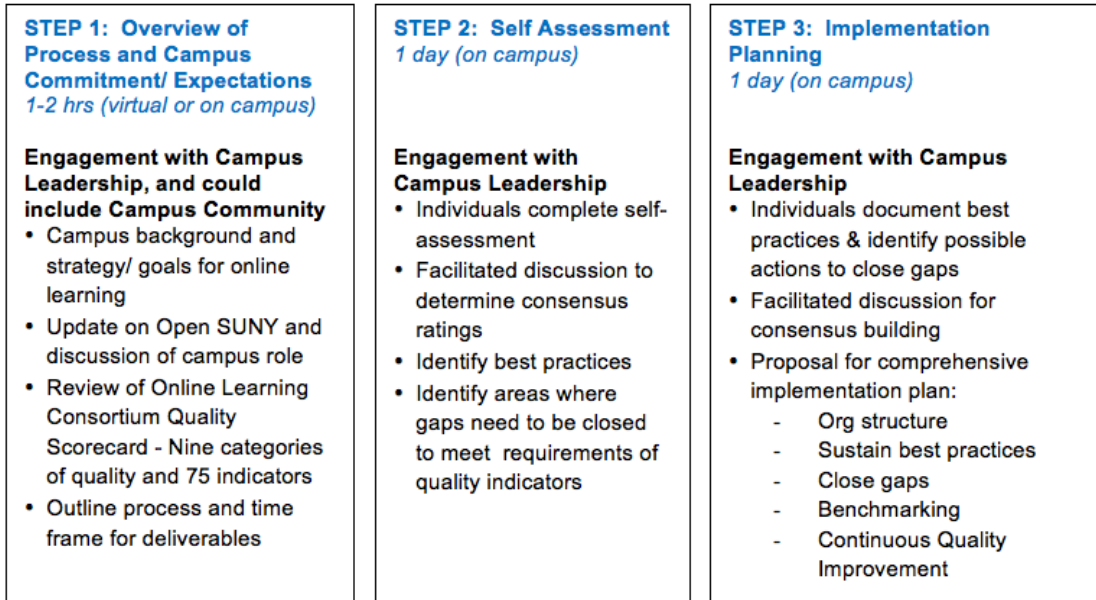 STEP 1:  Overview of
Process and Campus
Commitment/ Expectations
1-2 hrs (virtual or on campus)
Engagement with Campus
Leadership, and could
include Campus Community
• Campus background and
strategy/ goals for online
learning
• Update on Open SUNY and
discussion of campus role
• Review of Online Learning
Consortium Quality
Scorecard - Nine categories
of quality and 75 indicators
• Outline process and time
frame for deliverables
STEP 2:  Self Assessment
1 day (on campus)
Engagement with
Campus Leadership
• Individuals complete self-
assessment
• Facilitated discussion to
determine consensus
ratings
• Identify best practices
• Identify areas where
gaps need to be closed
to meet  requirements of
quality indicators
STEP 3:  Implementation
Planning
1 day (on campus)
Engagement with Campus
Leadership
• Individuals document best
practices & identify possible
actions to close gaps
• Facilitated discussion for
consensus building
• Proposal for comprehensive
implementation plan:
- Org structure
- Sustain best practices
- Close gaps
- Benchmarking
- Continuous Quality
Improvement